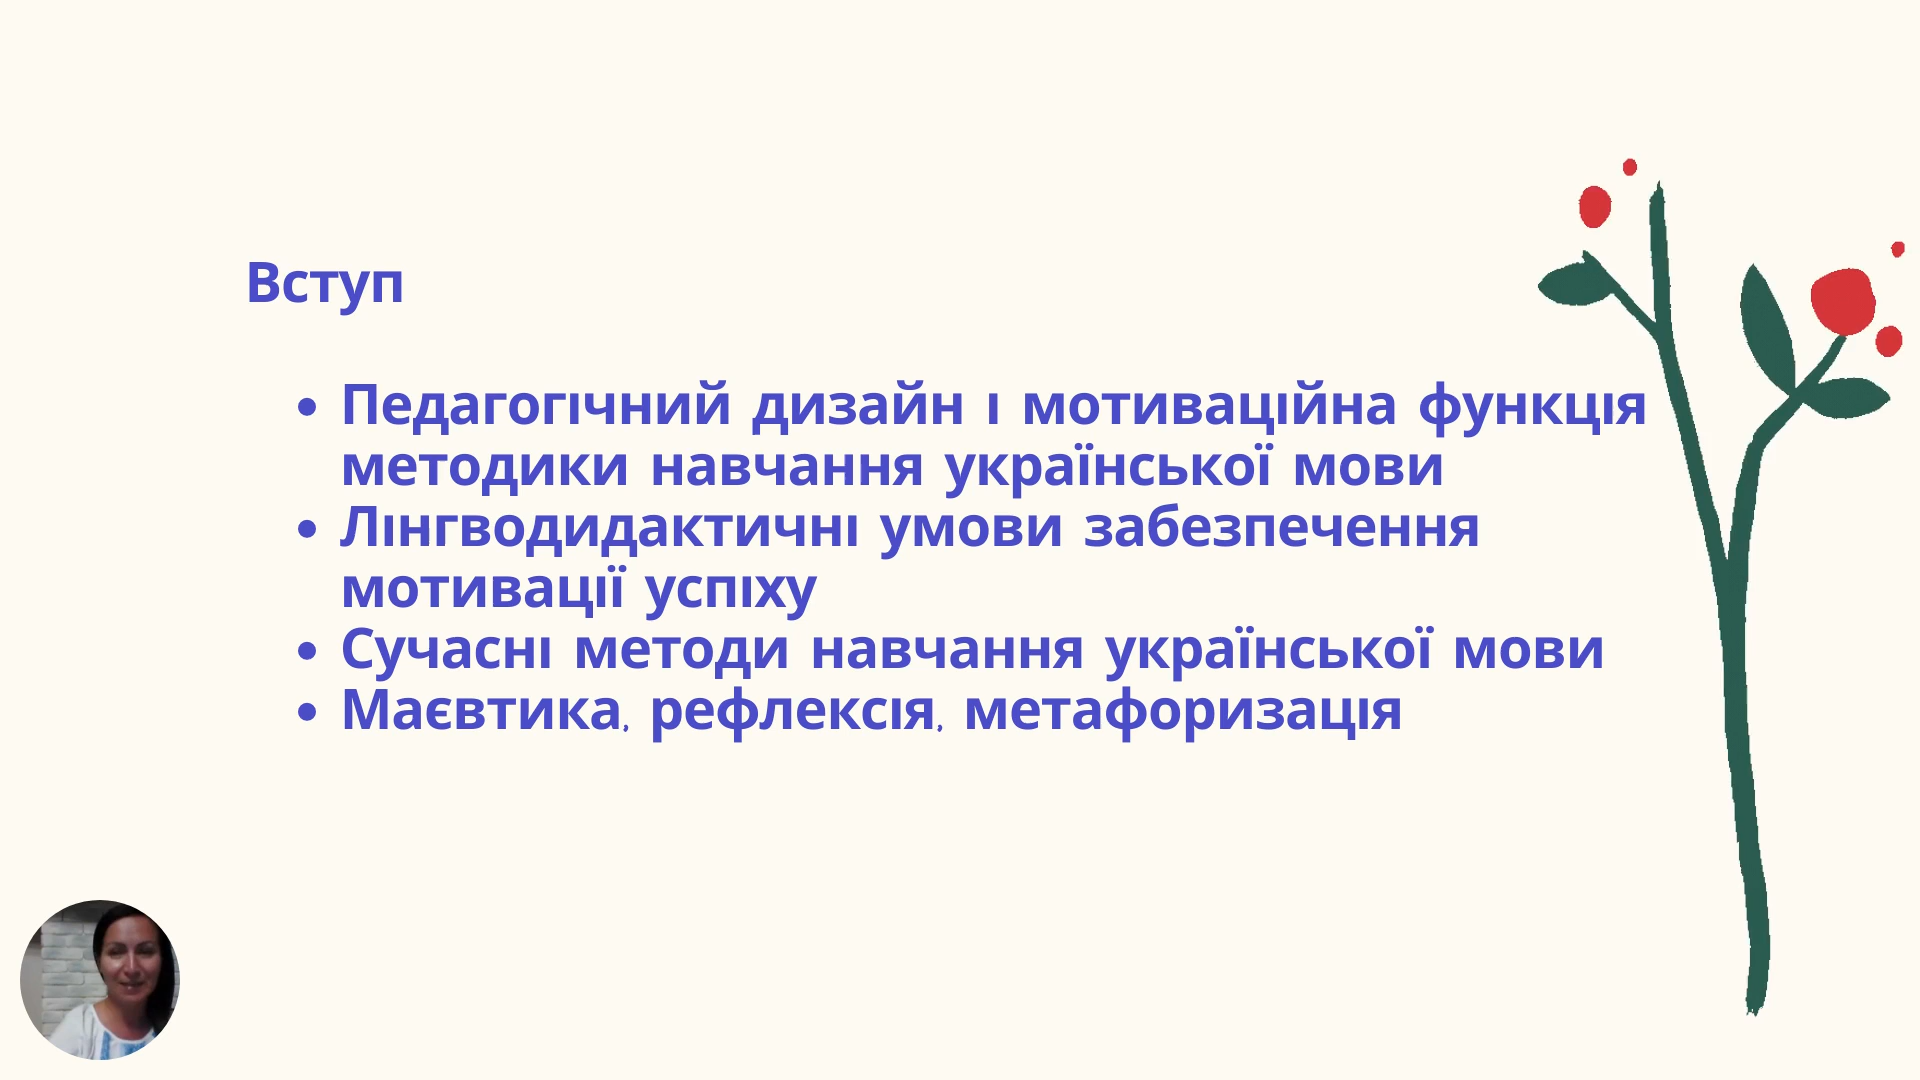 Вступ
• Педагогічний дизайн і мотиваційна функція
методики навчання української мови
• Лінгводидактичні умови забезпечення
мотивації успіху
• Сучасні методи навчання української мови
• Маєвтика, рефлексія, метафоризація